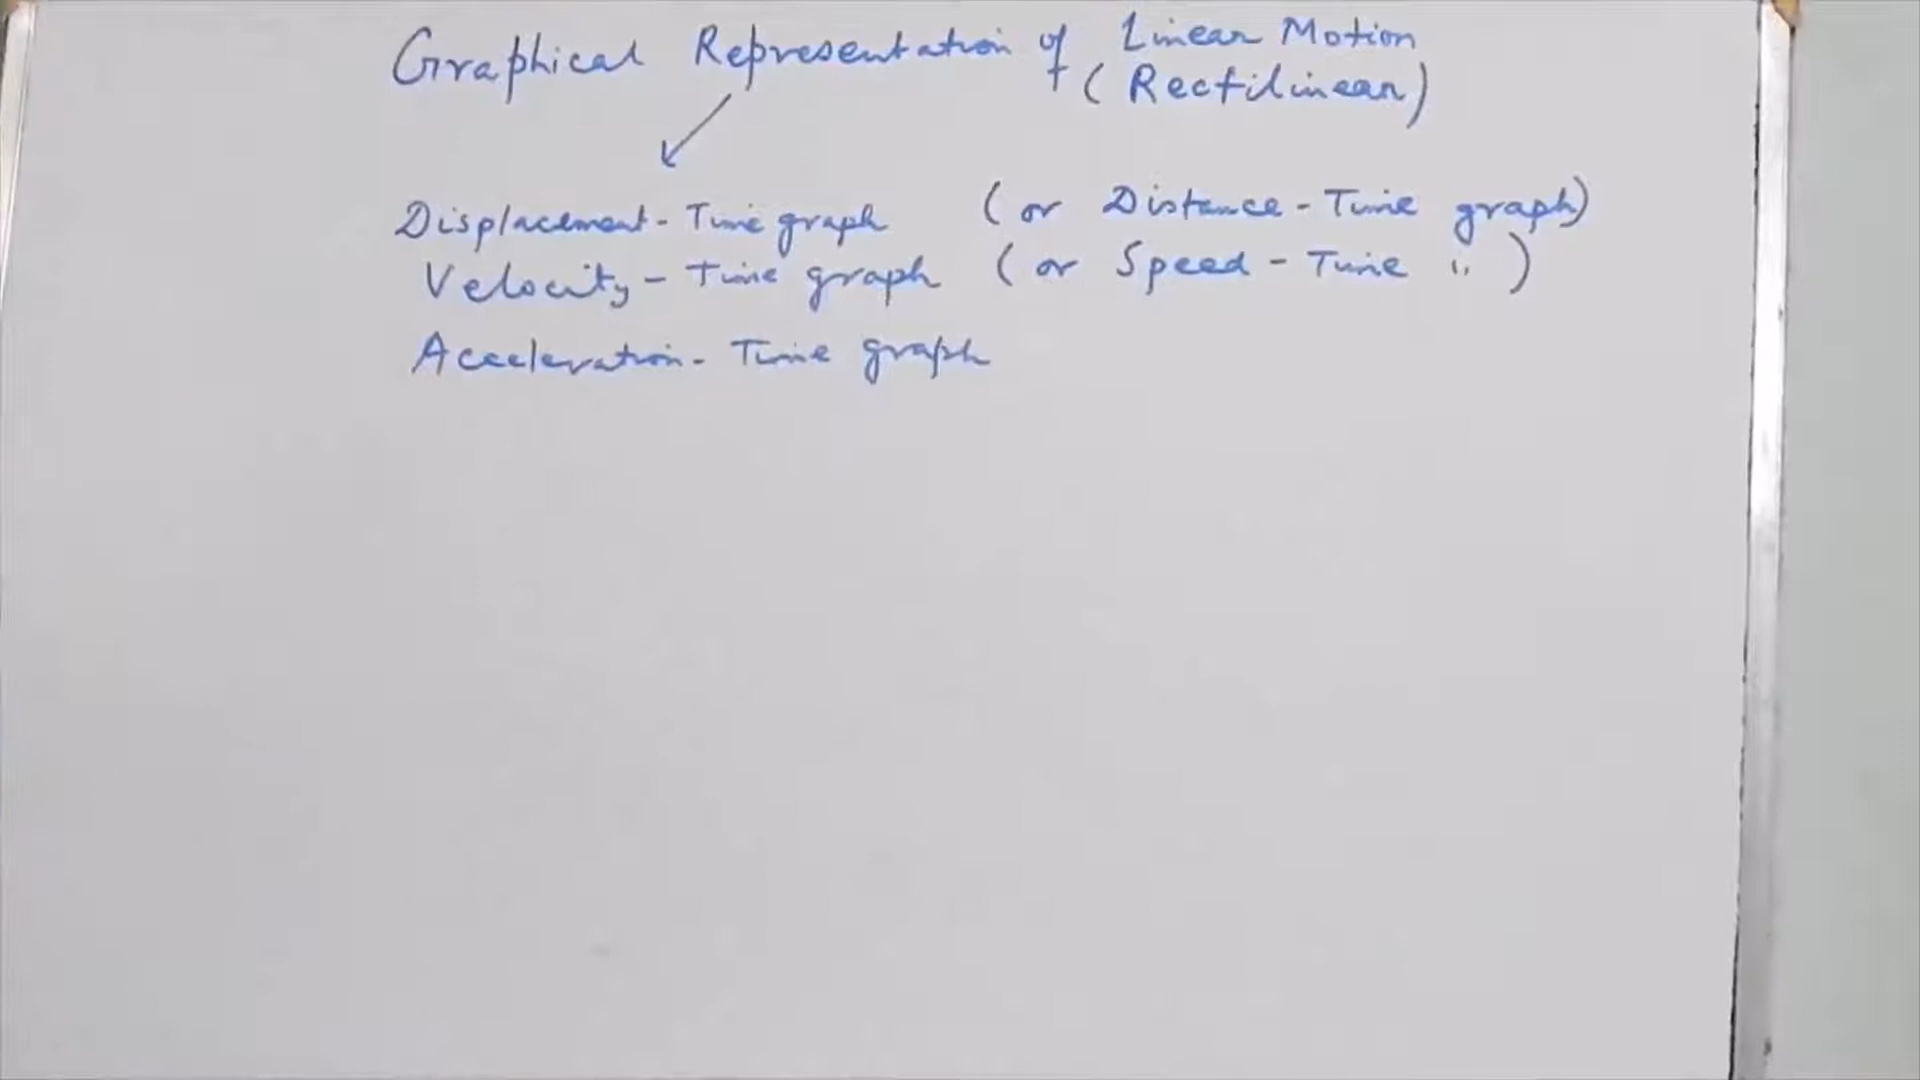 Graphical Representation of Linear Motion
(Rectilinear)
Displacement - Time graph (or Distance - Time graph)
Velocity - Time graph (or Speed - Time ")
Acceleration - Time graph